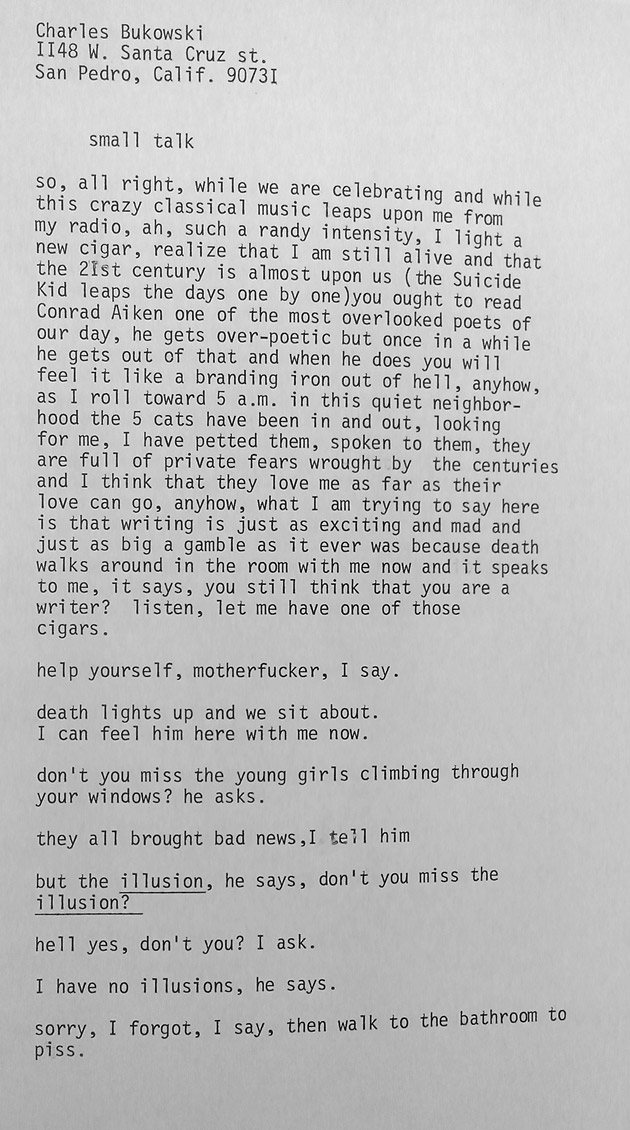 Charles Bukowski
II48 W. Santa Cruz st.
San Pedro, Calif. 9073I
small talk
so, all right, while we are celebrating and while
this crazy classical music leaps upon me from
my radio, ah, such a randy intensity, I light a
new cigar, realize that I am still alive and that
the 2Ist century is almost upon us (the Suicide
Kid leaps the days one by one)you ought to read
Conrad Aiken one of the most overlooked poets of
our day, he gets over-poetic but once in a while
he gets out of that and when he does you will
feel it like a branding iron out of hell, anyhow,
as I roll toward 5 a.m. in this quiet neighbor-
hood the 5 cats have been in and out, looking
for me, I have petted them, spoken to them, they
are full of private fears wrought by  the centuries
and I think that they love me as far as their
love can go, anyhow, what I am trying to say here
is that writing is just as exciting and mad and
just as big a gamble as it ever was because death
walks around in the room with me now and it speaks
to me, it says, you still think that you are a
writer?  listen, let me have one of those
cigars.
help yourself, motherfucker, I say.
death lights up and we sit about.
I can feel him here with me now.
don't you miss the young girls climbing through
your windows? he asks.
they all brought bad news,I tell him
but the illusion, he says, don't you miss the
illusion?
hell yes, don't you? I ask.
I have no illusions, he says.
sorry, I forgot, I say, then walk to the bathroom to
piss.